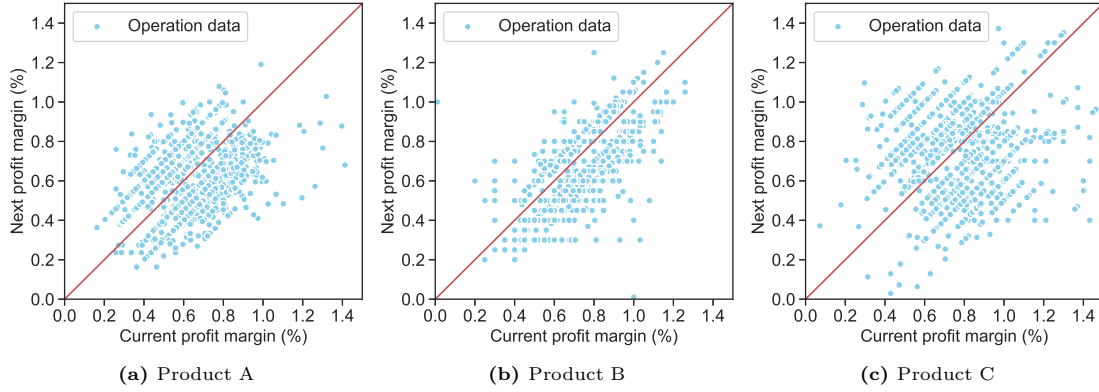 1.4
1.2
1.0
0.8
0.6
0.4
0.2
0.0
Next profit margin (%)
Operation data
0.0 0.2 0.4 0.6 0.8 1.0 1.2 1.4
Current profit margin (%)
(a) Product A
1.4
1.2
1.0
0.8
0.6
0.4
0.2
0.0
Next profit margin (%)
Operation data
0.0 0.2 0.4 0.6 0.8 1.0 1.2 1.4
Current profit margin (%)
(b) Product B
1.4
1.2
1.0
0.8
0.6
0.4
0.2
0.0
Next profit margin (%)
Operation data
0.0 0.2 0.4 0.6 0.8 1.0 1.2 1.4
Current profit margin (%)
(c) Product C